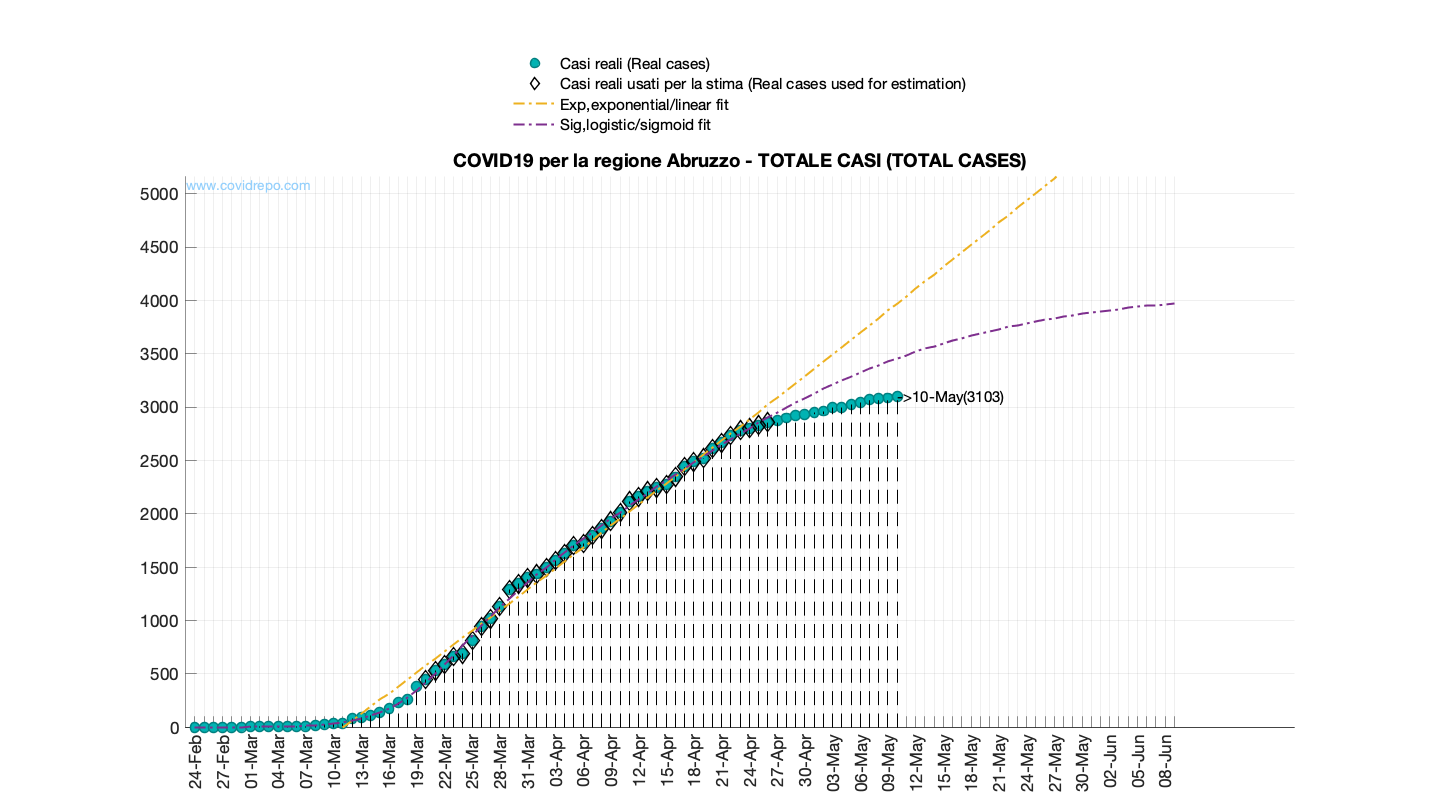 Casi reali (Real cases)
Casi reali usati per la stima (Real cases used for estimation)
Exp,exponential/linear fit
Sig,logistic/sigmoid fit
COVID19 per la regione Abruzzo - TOTALE CASI (TOTAL CASES)
www.covidrepo.com
5000
4500
4000
3500
3000
2500
2000
1500
1000
500
0
->10-May(3103)
24-Feb
27-Feb
01-Mar
04-Mar
07-Mar
10-Mar
13-Mar
16-Mar
19-Mar
22-Mar
25-Mar
28-Mar
31-Mar
03-Apr
06-Apr
09-Apr
12-Apr
15-Apr
18-Apr
21-Apr
24-Apr
27-Apr
30-Apr
03-May
06-May
09-May
12-May
15-May
18-May
21-May
24-May
27-May
30-May
02-Jun
05-Jun
08-Jun